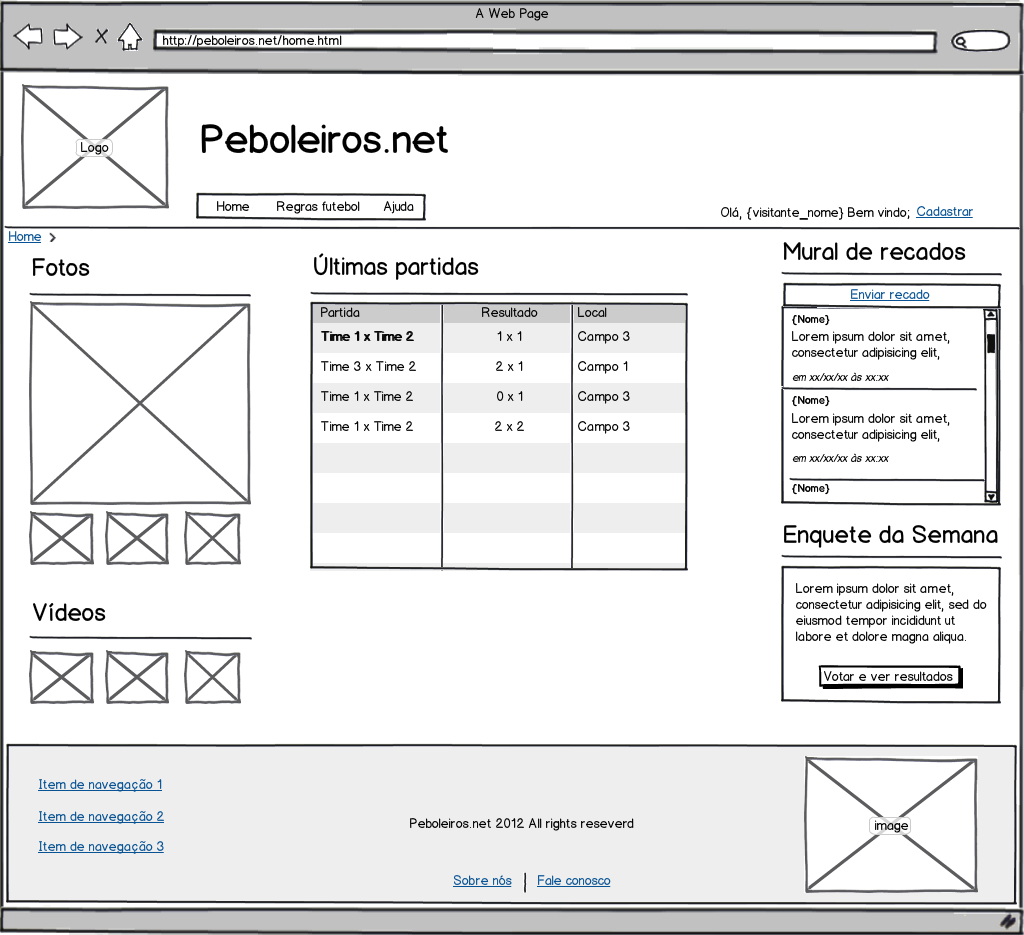 A Web Page
http://peboleiros.net/home.html
Logo
Peboleiros.net
Home Regras futebol Ajuda
Olá, {visitante_nome} Bem vindo; Cadastrar
Home
Fotos
Últimas partidas
Partida Resultado Local
Time 1 x Time 2 1 x 1 Campo 3
Time 3 x Time 2 2 x 1 Campo 1
Time 1 x Time 2 0 x 1 Campo 3
Time 1 x Time 2 2 x 2 Campo 3
Mural de recados
Enviar recado
{Nome}
Lorem ipsum dolor sit amet,
consectetur adipisicing elit,
em xx/xx/xx às xx:xx
{Nome}
Lorem ipsum dolor sit amet,
consectetur adipisicing elit,
em xx/xx/xx às xx:xx
{Nome}
Enquete da Semana
Lorem ipsum dolor sit amet,
consectetur adipisicing elit, sed do
eiusmod tempor incididunt ut
labore et dolore magna aliqua.
Votar e ver resultados
Vídeos
Item de navegação 1
Item de navegação 2
Item de navegação 3
Peboleiros.net 2012 All rights reseverd
Sobre nós Fale conosco
image